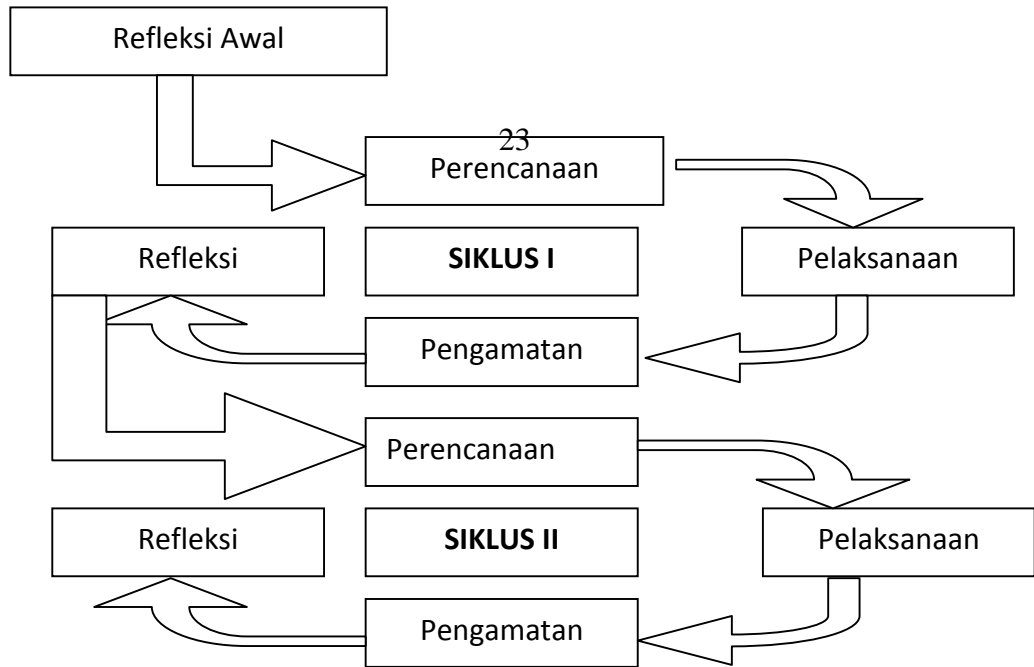 Refleksi Awal
23
Perencanaan
Refleksi
SIKLUS I
Pelaksanaan
Pengamatan
Perencanaan
Refleksi
SIKLUS II
Pelaksanaan
Pengamatan